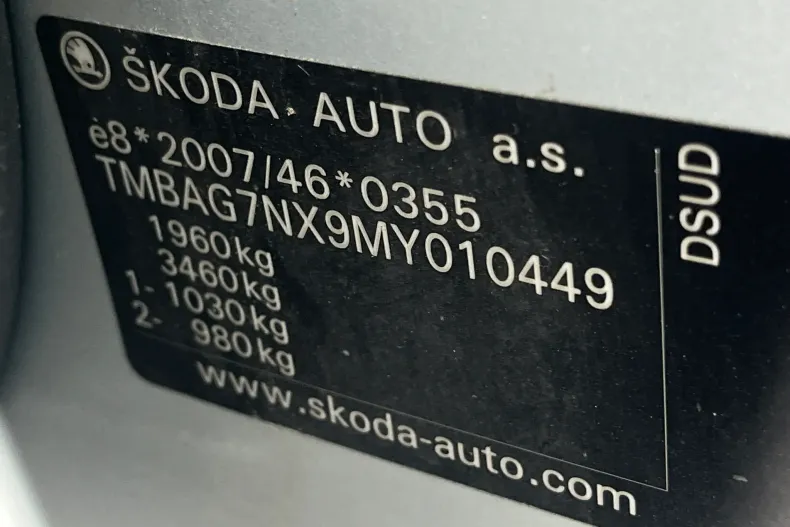 ŠKODA AUTO a.s.
e8*2007/46*0355
TMBAG7NX9MY010449
1960kg
3460kg
1- 1030kg
2- 980kg
www.skoda-auto.com
DSUD